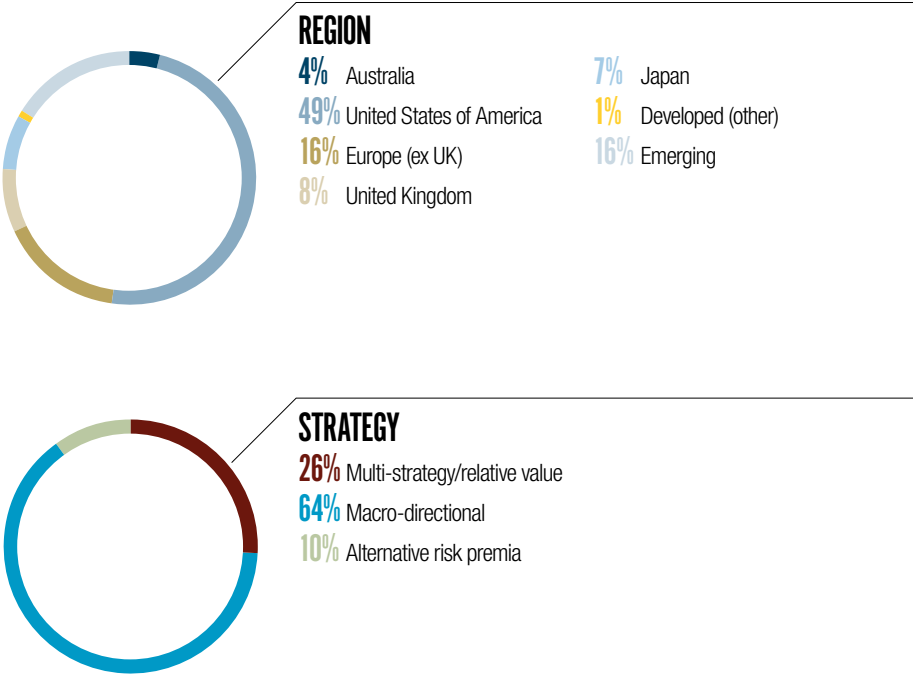 REGION
4% Australia
49% United States of America
16% Europe (ex UK)
8% United Kingdom
7% Japan
1% Developed (other)
16% Emerging
STRATEGY
26% Multi-strategy/relative value
64% Macro-directional
10% Alternative risk premia